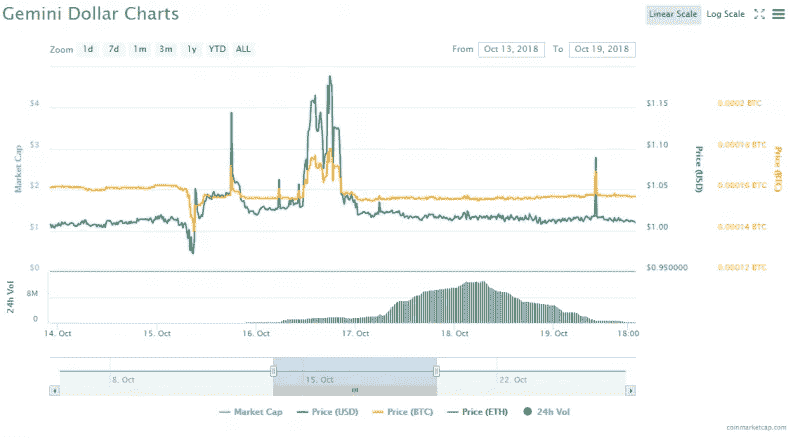 Gemini Dollar Charts
Linear Scale Log Scale
Zoom 1d 7d 1m 3m 1y YTD ALL
From Oct 13, 2018 To Oct 19, 2018
$4 $1.15 0.0002 BTC
$3 $1.10 0.00018 BTC
$2 $1.05 0.00016 BTC
$1 $1.00 0.00014 BTC
$0 $0.950000 0.00012 BTC
Market Cap
Price (USD)
Price (BTC)
24h Vol
8M
0
14. Oct 15. Oct 16. Oct 17. Oct 18. Oct 19. Oct 18:00
8. Oct 15. Oct 22. Oct
Market Cap Price (USD) Price (BTC) Price (ETH) 24h Vol
coinmarketcap.com